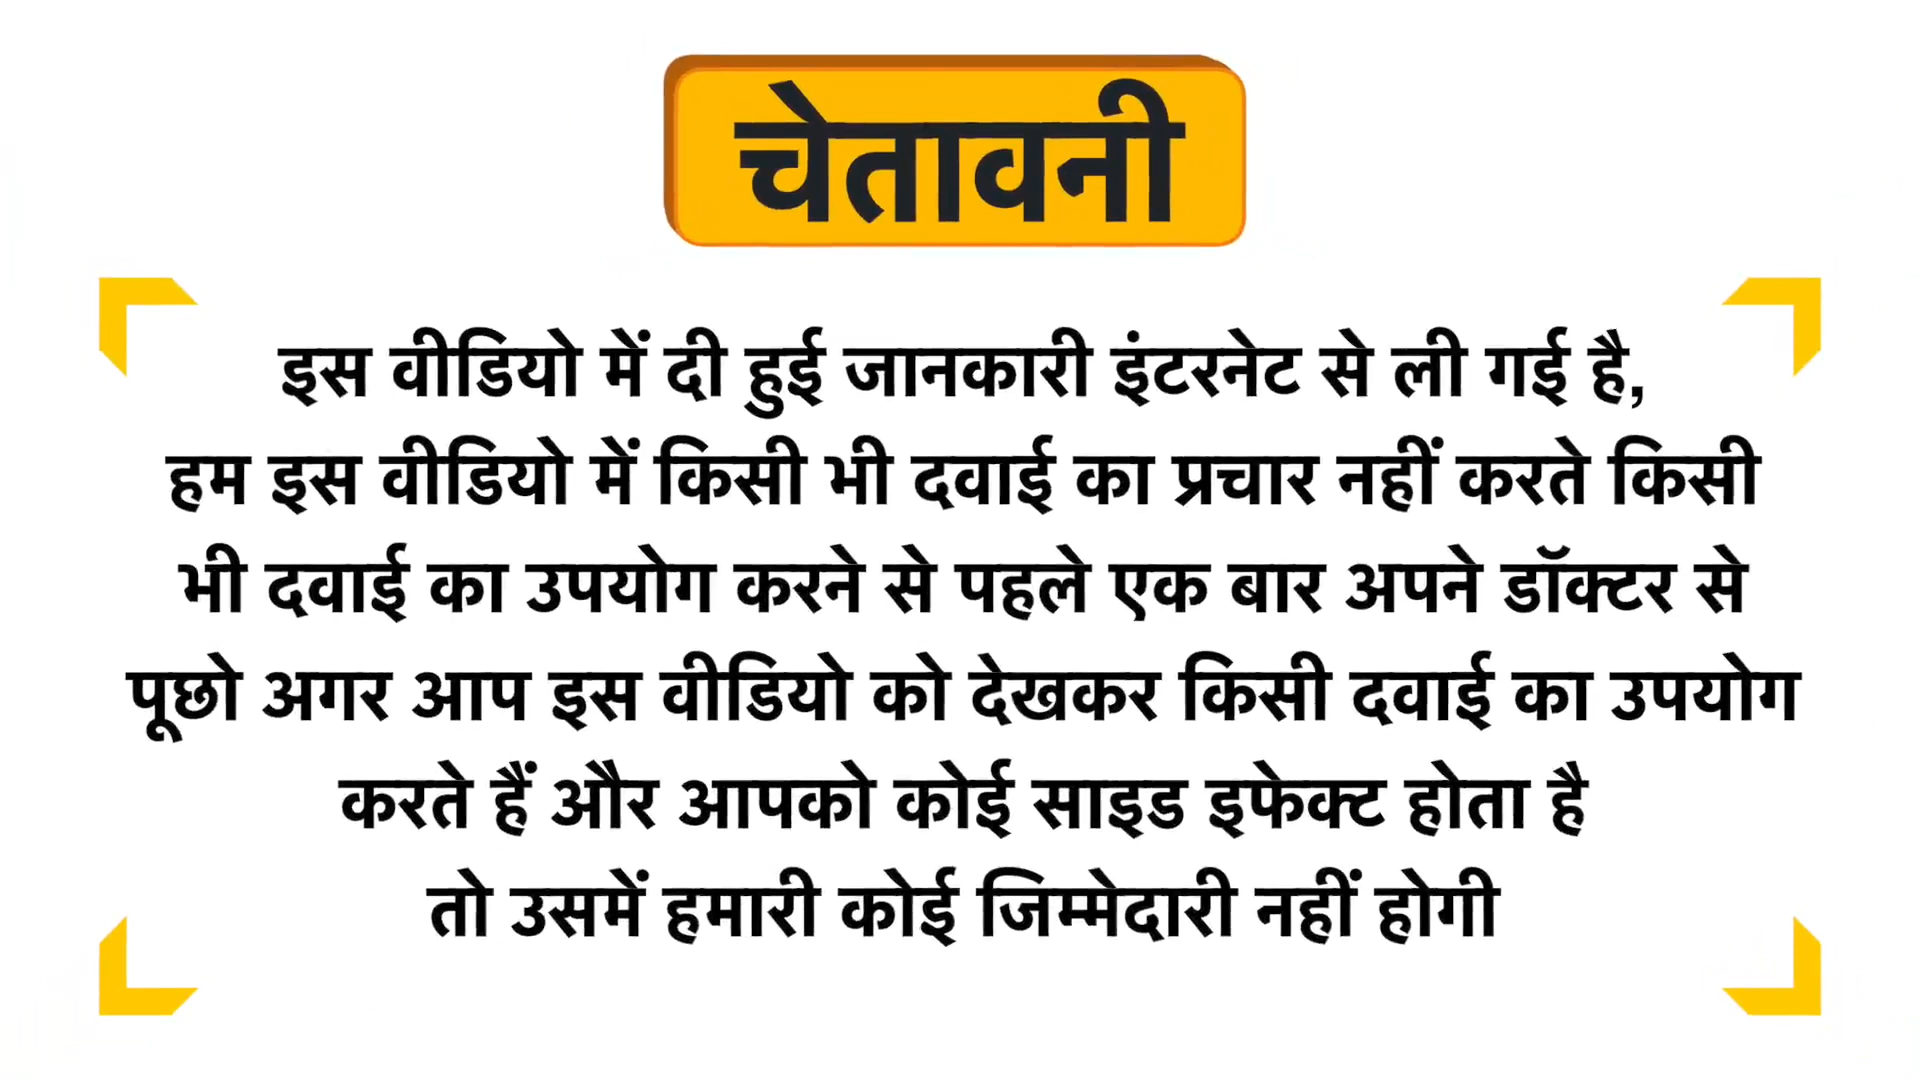 चेतावनी
इस वीडियो में दी हुई जानकारी इंटरनेट से ली गई है,
हम इस वीडियो में किसी भी दवाई का प्रचार नहीं करते किसी
भी दवाई का उपयोग करने से पहले एक बार अपने डॉक्टर से
पूछो अगर आप इस वीडियो को देखकर किसी दवाई का उपयोग
करते हैं और आपको कोई साइड इफेक्ट होता है
तो उसमें हमारी कोई जिम्मेदारी नहीं होगी